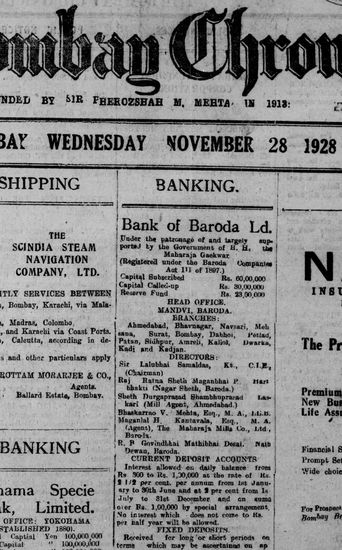 ombay Chron
NDED BY SIR PHEROZSHAH M. MEHTA IN 1913:
BAY WEDNESDAY NOVEMBER 28 1928
SHIPPING
THE
SCINDIA STEAM
NAVIGATION
COMPANY, LTD.
TLY SERVICES BETWEEN
, Bombay, Karachi, via Mala-
, Madras, Colombo
, and Karachi via Coast Ports.
, Calcutta, according in de-
s and other particulars apply
ROTTAM MORARJEE & CO.,
Agents.
Ballard Estate, Bombay.
BANKING
ama Specie
k, Limited.
OFFICE: YOKOHAMA
STABLISHED 1880).
Capital Yen 100,000,000
Capital " 100,000,000
BANKING.
Bank of Baroda Ld.
Under the patronage of and largely sup-
ported by the Government of H. H. the
Maharaja Gaekwar
(Registered under the Baroda Companies
Act III of 1897.)
Capital Subscribed Rs. 60,00,000
Capital Called-up Rs. 30,00,000
Reserve Fund Rs. 23,00,000
HEAD OFFICE.
MANDVI, BARODA.
BRANCHES:
Ahmedabad, Bhavnagar, Navsari, Meh
sana, Surat, Bombay, Dabhoi, Petlad,
Patan, Sidhpur, Amreli, Kalol, Dwarka,
Kadi and Karjan.
DIRECTORS:
Sir Lalubhai Samaldas, Kt., C.I.E.,
(Chairman)
Raj Ratna Sheth Maganbhai P. Hari
bhakti (Nagar Sheth, Baroda.)
Sheth Durgaprasad Shambhuprasad Las-
kari (Mill Agent, Ahmedabad.)
Bhaskarrao V. Mehta, Esq., M. A., LL.B.
Maganlal H. Kantavala, Esq., M. A.
(Agent), The Maharaja Mills Co., Ltd.,
Baroda.
R. P Govindbhai Hathibhai Desai. Naib
Dewan, Baroda.
CURRENT DEPOSIT ACCOUNTS
Interest allowed on daily balance from
Rs. 300 to Rs. 1,00,000 at the rate of Rs.
2 1/2 per cent. per annum from 1st Janu-
ary to 30th June and at 2 per cent from 1s
July to 31st December and on sums
over Rs. 1,00,000 by special arrangement.
No interest which does not come to Rs.
per half year will be allowed.
FIXED DEPOSITS.
Received for long or short periods
terms which may be ascertained on ap
N
INSU
The Pr
Premium
New Bu
Life Ass
Financial S
Prompt Set
Wide choic
For Prospec
Bombay Br